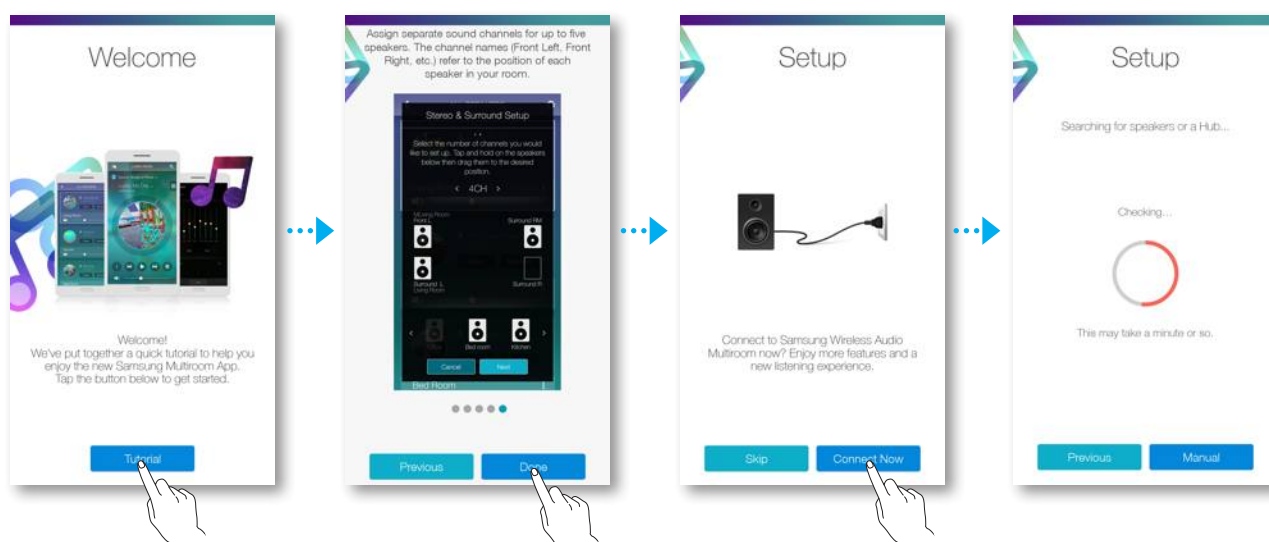 Welcome
Welcome!
We've put together a quick tutorial to help you
enjoy the new Samsung Multiroom App.
Tap the button below to get started.
Tutorial
Assign separate sound channels for up to five
speakers. The channel names (Front Left, Front
Right, etc.) refer to the position of each
speaker in your room.
Stereo & Surround Setup
Select the number of channels you would
like to set up. Tap and hold on the speakers
below then drag them to the desired
position.
< 4CH >
Front L
Surround RM
Surround L
Living Room
Surround R
Bed room
Kitchen
Cancel
Next
Bed Room
Previous
Done
Setup
Connect to Samsung Wireless Audio
Multiroom now? Enjoy more features and a
new listening experience.
Skip
Connect Now
Setup
Searching for speakers or a Hub...
Checking...
This may take a minute or so.
Previous
Manual